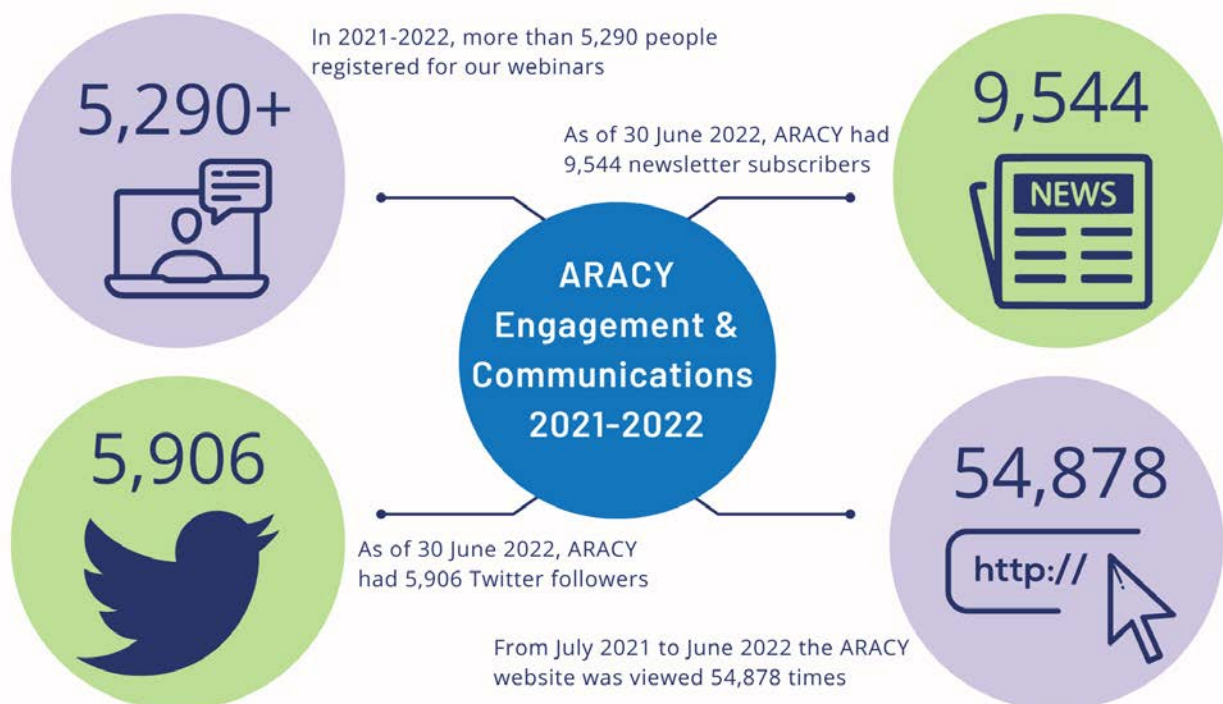 5,290+
In 2021-2022, more than 5,290 people
registered for our webinars
As of 30 June 2022, ARACY had
9,544 newsletter subscribers
9,544
NEWS
ARACY
Engagement &
Communications
2021-2022
5,906
As of 30 June 2022, ARACY
had 5,906 Twitter followers
54,878
http://
From July 2021 to June 2022 the ARACY
website was viewed 54,878 times